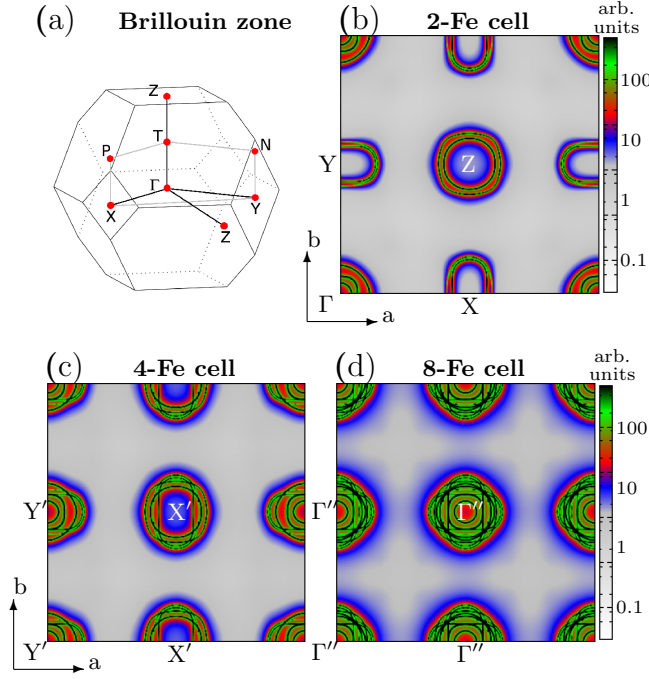 (a) Brillouin zone
Z
T
P
N
Γ
X
Y
Z
(b) 2-Fe cell
arb.
units
100
10
1
0.1
Y
Z
b
Γ
X
a
(c) 4-Fe cell
Y′
X′
b
Y′
X′
a
(d) 8-Fe cell
arb.
units
100
10
1
0.1
Γ″
Γ″
Γ″
Γ″